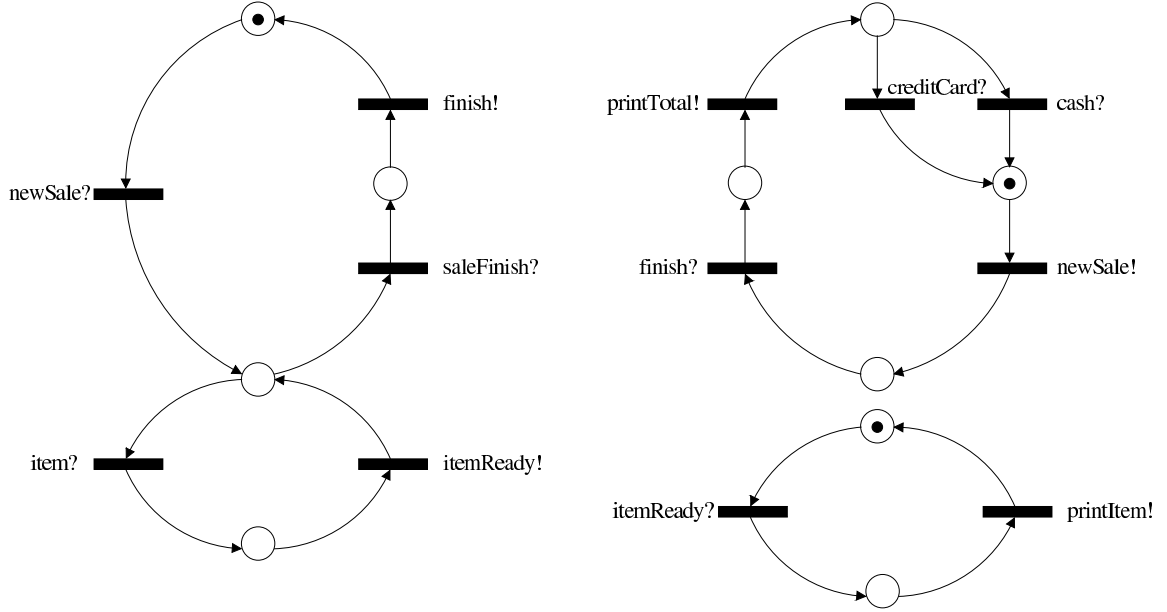 finish!
newSale?
saleFinish?
item?
itemReady!
creditCard?
printTotal!
cash?
finish?
newSale!
itemReady?
printItem!